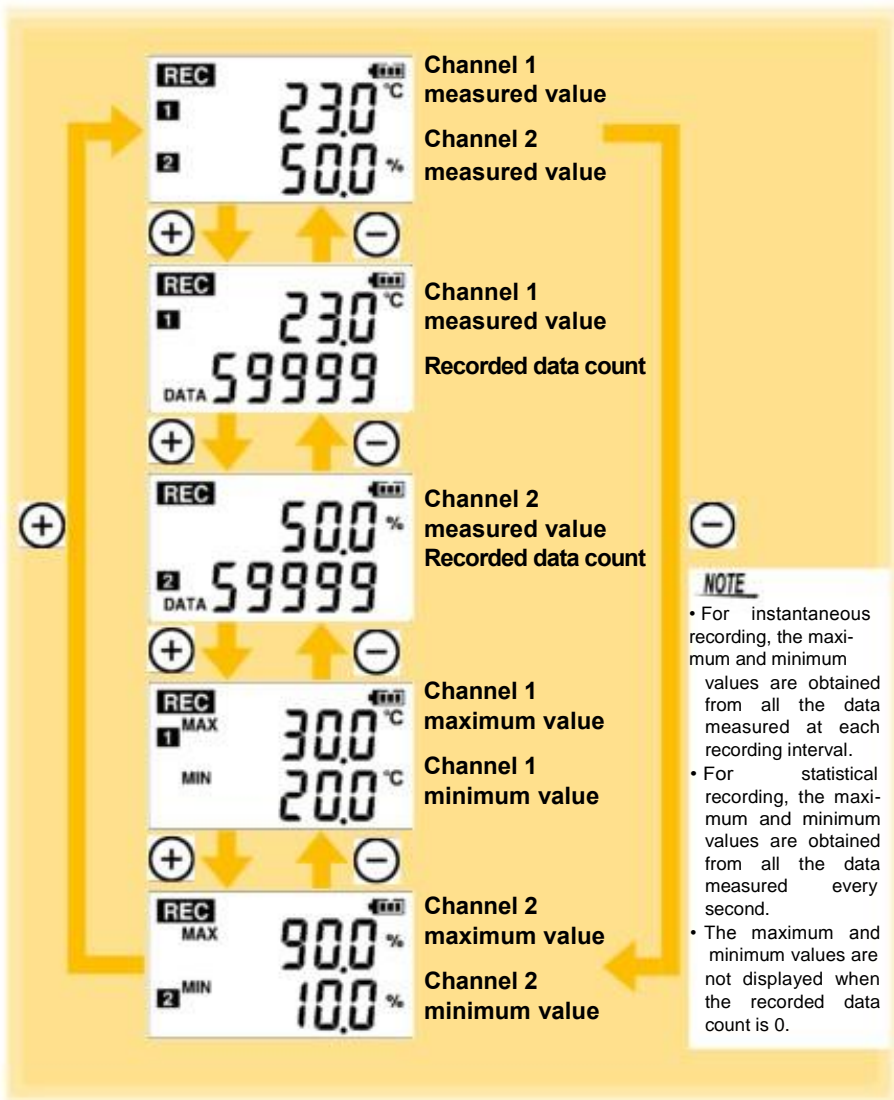 REC
1 23.0 °C
2 50.0 %
Channel 1
measured value
Channel 2
measured value
+ −
REC
1 23.0 °C
DATA 59999
Channel 1
measured value
Recorded data count
+ −
REC
50.0 %
2
DATA 59999
Channel 2
measured value
Recorded data count
+ −
+ −
REC
MAX
1 30.0 °C
MIN 20.0 °C
Channel 1
maximum value
Channel 1
minimum value
+ −
REC
MAX 90.0 %
2 MIN 10.0 %
Channel 2
maximum value
Channel 2
minimum value
NOTE
• For instantaneous
recording, the maxi-
mum and minimum
values are obtained
from all the data
measured at each
recording interval.
• For statistical
recording, the maxi-
mum and minimum
values are obtained
from all the data
measured every
second.
• The maximum and
minimum values are
not displayed when
the recorded data
count is 0.